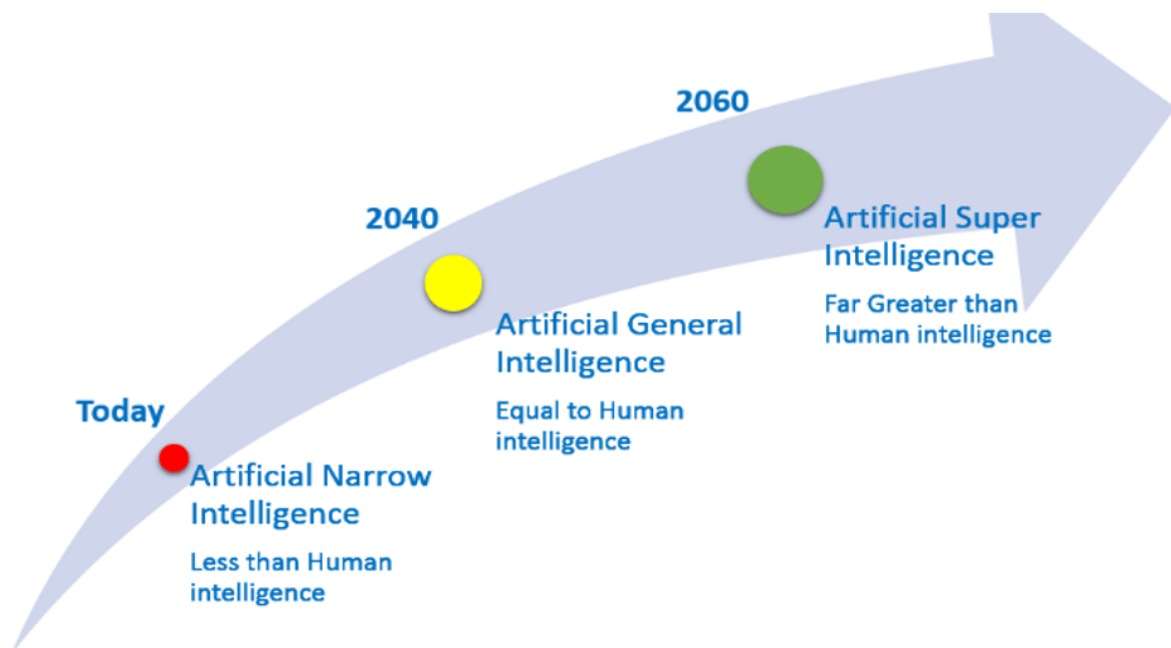 Today
Artificial Narrow
Intelligence
Less than Human
intelligence
2040
Artificial General
Intelligence
Equal to Human
intelligence
2060
Artificial Super
Intelligence
Far Greater than
Human intelligence